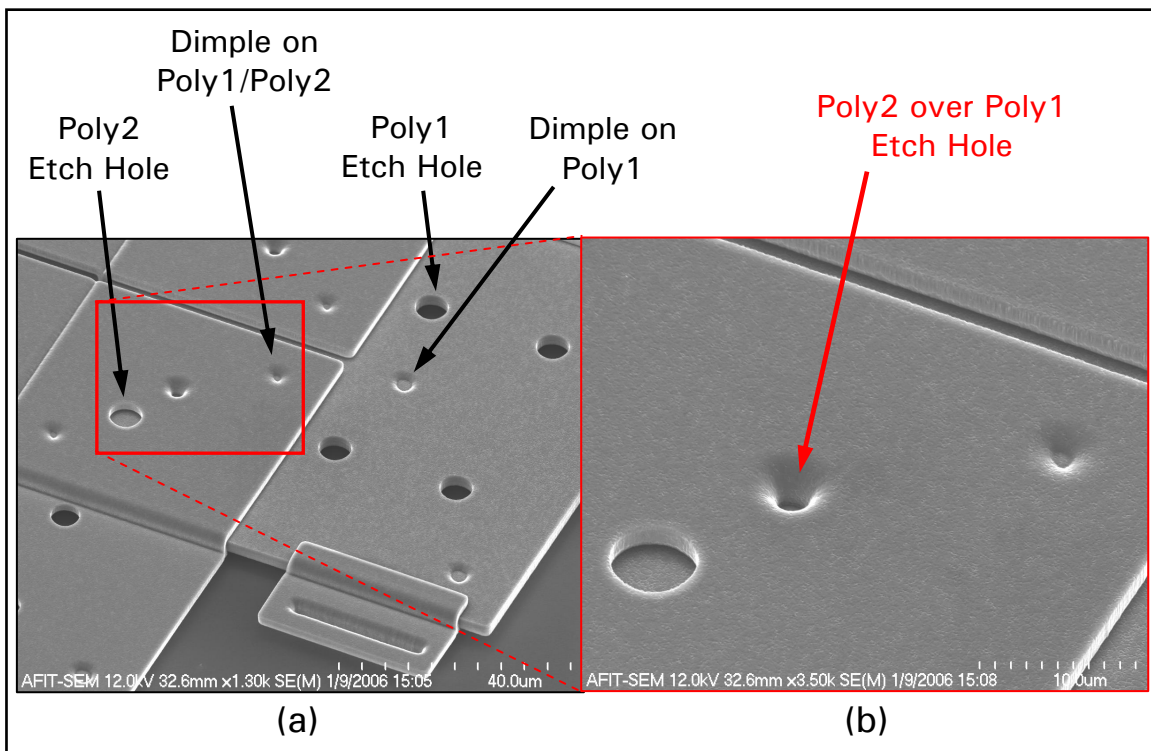 Dimple on
Poly1/Poly2
Poly2
Etch Hole
Poly1
Etch Hole
Dimple on
Poly1
Poly2 over Poly1
Etch Hole
AFIT-SEM 12.0kV 32.6mm x1.30k SE(M) 1/9/2006 15:05 40.0um
AFIT-SEM 12.0kV 32.6mm x3.50k SE(M) 1/9/2006 15:08 10.0um
(a)
(b)